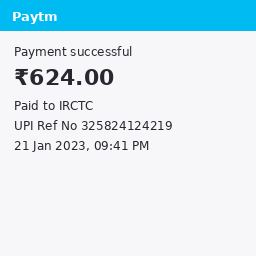 Paytm
Payment successful
₹624.00
Paid to IRCTC
UPI Ref No 325824124219
21 Jan 2023, 09:41 PM